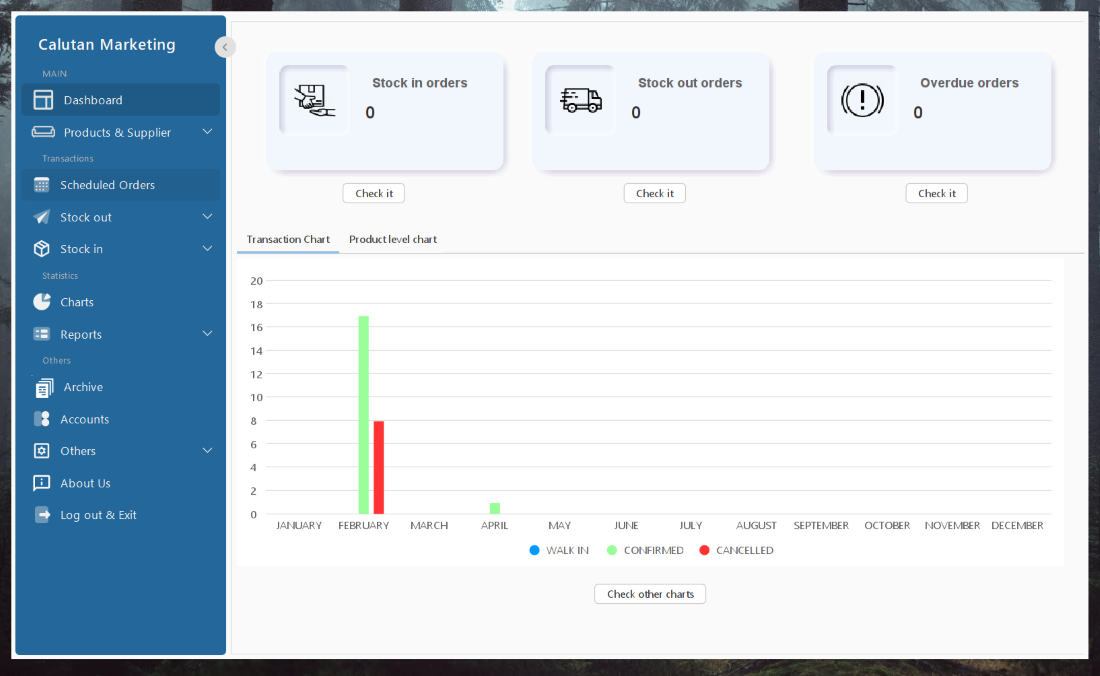 Calutan Marketing
MAIN
Dashboard
Products & Supplier
Transactions
Scheduled Orders
Stock out
Stock in
Statistics
Charts
Reports
Others
Archive
Accounts
Others
About Us
Log out & Exit
Stock in orders
0
Check it
Stock out orders
0
Check it
Overdue orders
0
Check it
Transaction Chart Product level chart
20
18
16
14
12
10
8
6
4
2
0
JANUARY FEBRUARY MARCH APRIL MAY JUNE JULY AUGUST SEPTEMBER OCTOBER NOVEMBER DECEMBER
WALK IN CONFIRMED CANCELLED
Check other charts